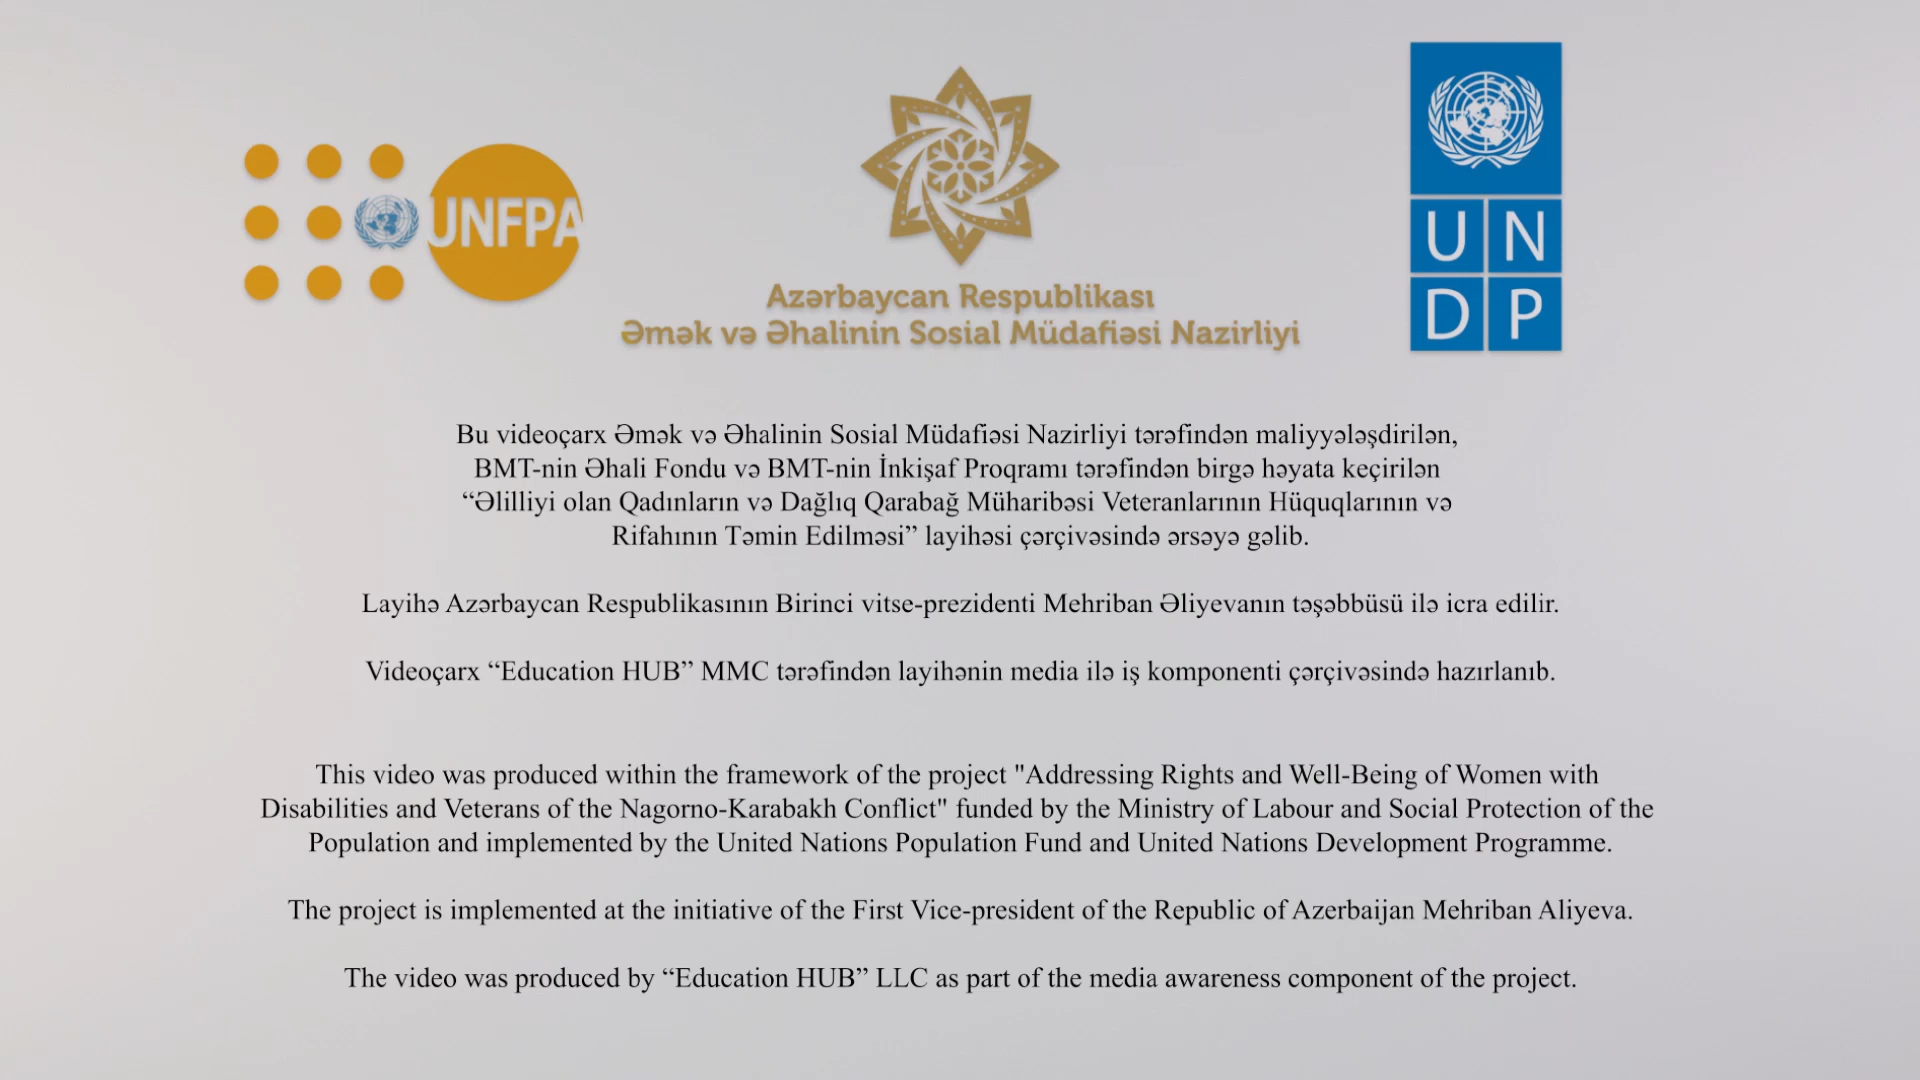 UNFPA
Azərbaycan Respublikası
Əmək və Əhalinin Sosial Müdafiəsi Nazirliyi
U N
D P
Bu videoçarx Əmək və Əhalinin Sosial Müdafiəsi Nazirliyi tərəfindən maliyyələşdirilən,
BMT-nin Əhali Fondu və BMT-nin İnkişaf Proqramı tərəfindən birgə həyata keçirilən
“Əlilliyi olan Qadınların və Dağlıq Qarabağ Müharibəsi Veteranlarının Hüquqlarının və
Rifahının Təmin Edilməsi” layihəsi çərçivəsində ərsəyə gəlib.
Layihə Azərbaycan Respublikasının Birinci vitse-prezidenti Mehriban Əliyevanın təşəbbüsü ilə icra edilir.
Videoçarx “Education HUB” MMC tərəfindən layihənin media ilə iş komponenti çərçivəsində hazırlanıb.
This video was produced within the framework of the project "Addressing Rights and Well-Being of Women with
Disabilities and Veterans of the Nagorno-Karabakh Conflict" funded by the Ministry of Labour and Social Protection of the
Population and implemented by the United Nations Population Fund and United Nations Development Programme.
The project is implemented at the initiative of the First Vice-president of the Republic of Azerbaijan Mehriban Aliyeva.
The video was produced by “Education HUB” LLC as part of the media awareness component of the project.